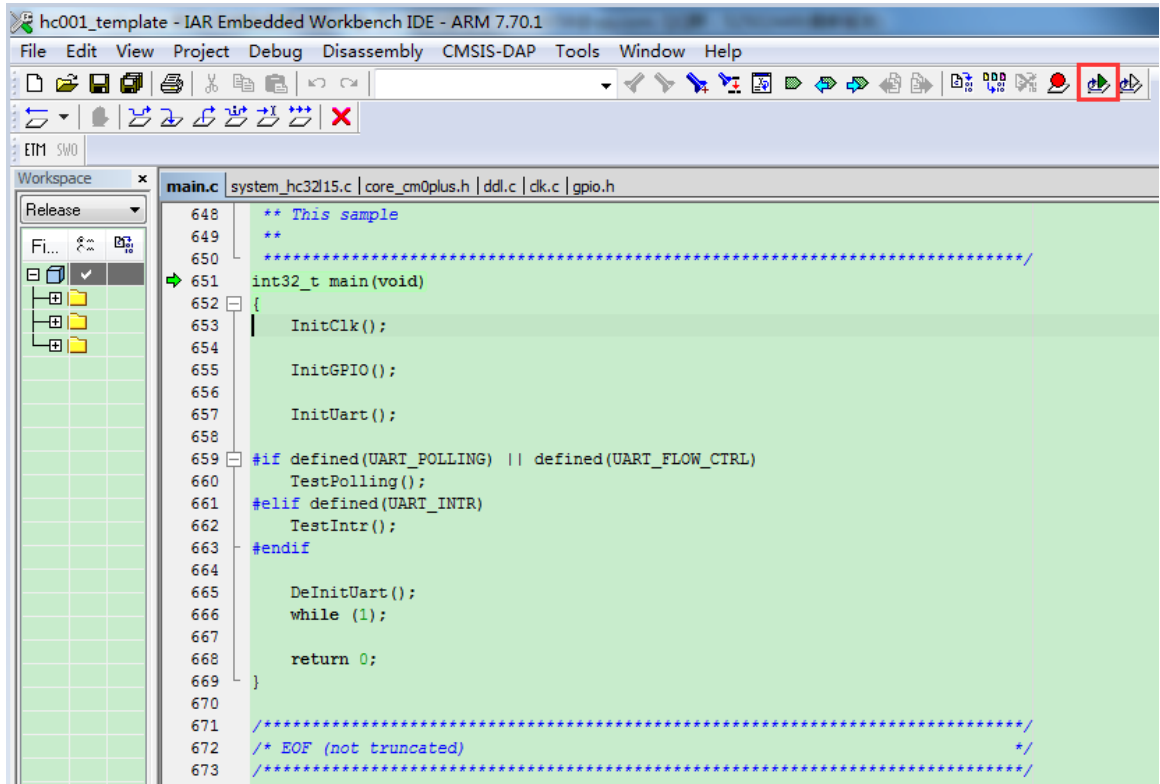 hc001_template - IAR Embedded Workbench IDE - ARM 7.70.1
File Edit View Project Debug Disassembly CMSIS-DAP Tools Window Help
ETM SWO
Workspace x
main.c | system_hc32l15.c | core_cm0plus.h | ddl.c | clk.c | gpio.h
Release
Fi...
648 ** This sample
649 **
650 ******************************************************************************/
651 int32_t main(void)
652 {
653 InitClk();
654
655 InitGPIO();
656
657 InitUart();
658
659 #if defined(UART_POLLING) || defined(UART_FLOW_CTRL)
660 TestPolling();
661 #elif defined(UART_INTR)
662 TestIntr();
663 #endif
664
665 DeInitUart();
666 while (1);
667
668 return 0;
669 }
670
671 /******************************************************************************/
672 /* EOF (not truncated) */
673 /******************************************************************************/